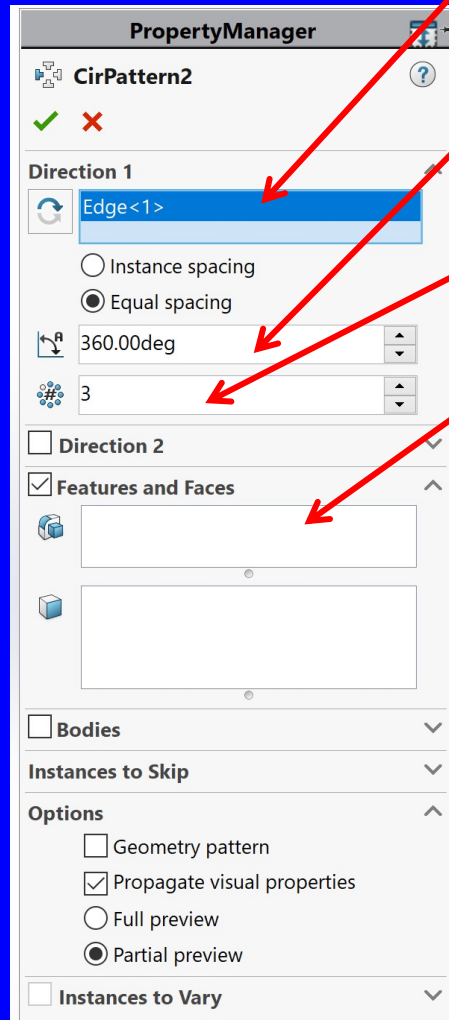 PropertyManager
CirPattern2
?
Direction 1
Edge<1>
Instance spacing
Equal spacing
A
360.00deg
#
3
Direction 2
Features and Faces
Bodies
Instances to Skip
Options
Geometry pattern
Propagate visual properties
Full preview
Partial preview
Instances to Vary